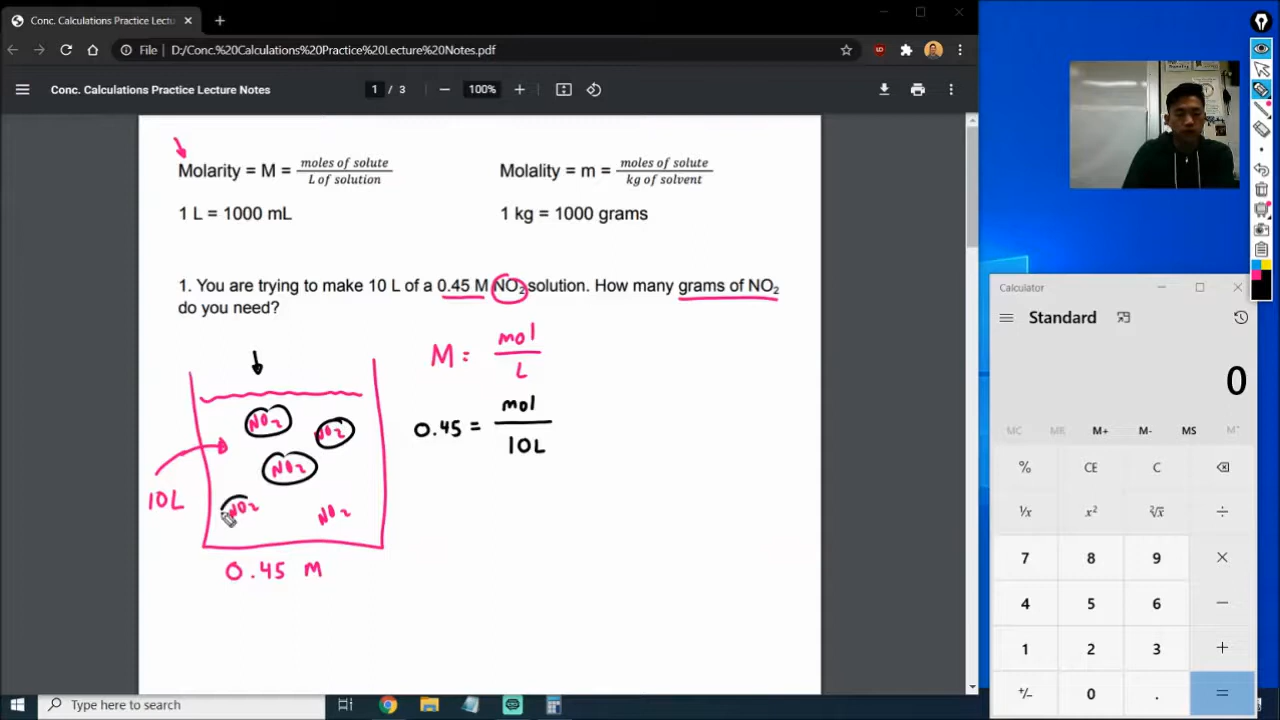 Conc. Calculations Practice Lectu
File | D:/Conc.%20Calculations%20Practice%20Lecture%20Notes.pdf
Conc. Calculations Practice Lecture Notes
1 / 3
100%
Molarity = M = moles of solute / L of solution
Molality = m = moles of solute / kg of solvent
1 L = 1000 mL
1 kg = 1000 grams
1. You are trying to make 10 L of a 0.45 M NO₂ solution. How many grams of NO₂
do you need?
M = mol / L
0.45 = mol / 10L
NO₂
NO₂
NO₂
NO₂
NO₂
10L
0.45 M
Calculator
Standard
0
MC MR M+ M- MS M˅
% CE C
¹/x x² ²√x ÷
7 8 9 ×
4 5 6 −
1 2 3 +
+/- 0 . =
Type here to search